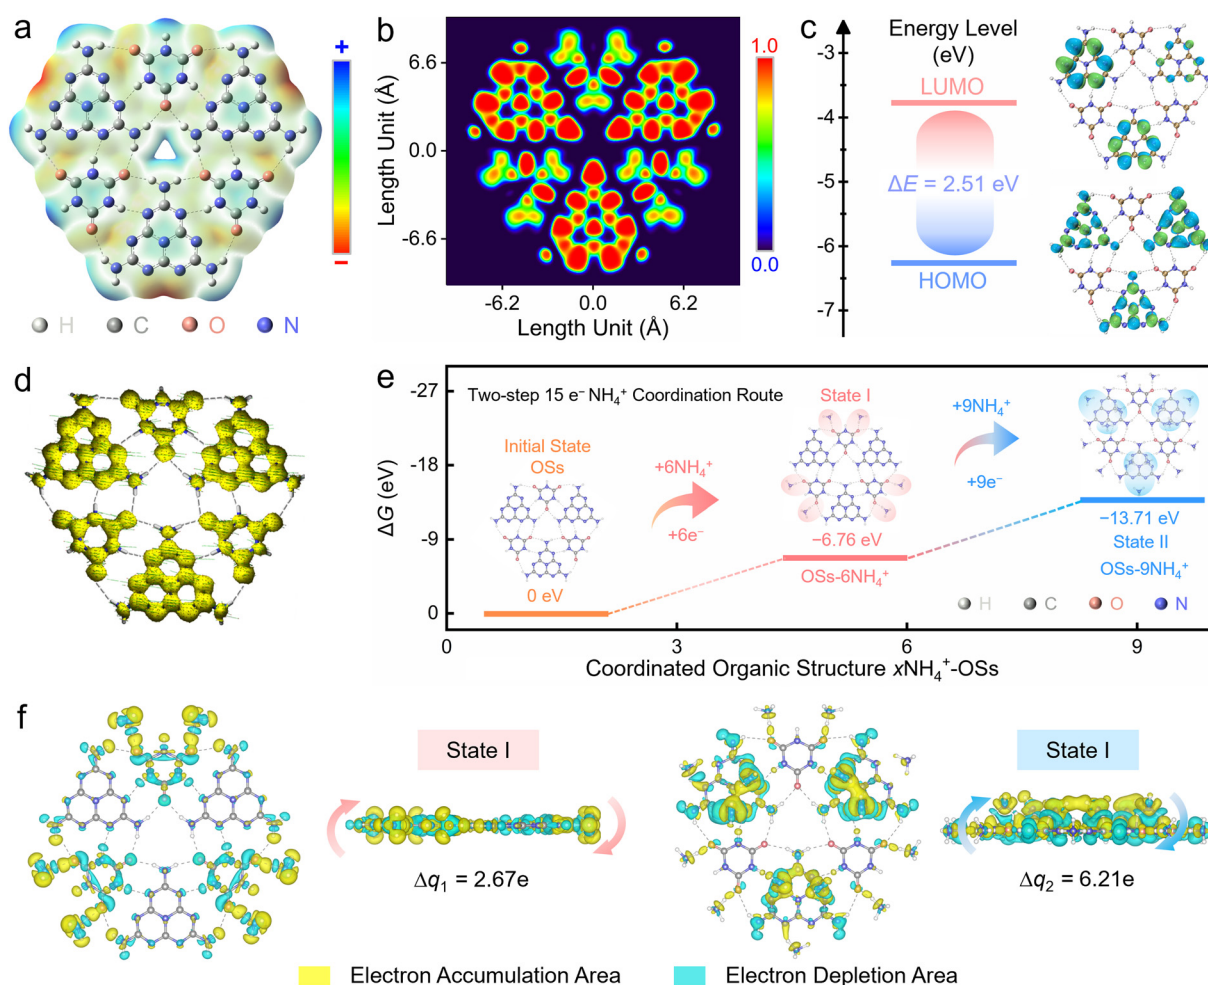 a
+
−
H C O N
b
Length Unit (Å)
6.6
0.0
-6.6
-6.2 0.0 6.2
Length Unit (Å)
1.0
0.0
c
Energy Level
(eV)
-3
-4
-5
-6
-7
LUMO
ΔE = 2.51 eV
HOMO
d
e
ΔG (eV)
-27
-18
-9
0
Two-step 15 e⁻ NH₄⁺ Coordination Route
Initial State
OSs
0 eV
+6NH₄⁺
+6e⁻
State I
−6.76 eV
OSs-6NH₄⁺
+9NH₄⁺
+9e⁻
−13.71 eV
State II
OSs-9NH₄⁺
H C O N
0 3 6 9
Coordinated Organic Structure xNH₄⁺-OSs
f
State I
Δq₁ = 2.67e
State I
Δq₂ = 6.21e
Electron Accumulation Area
Electron Depletion Area